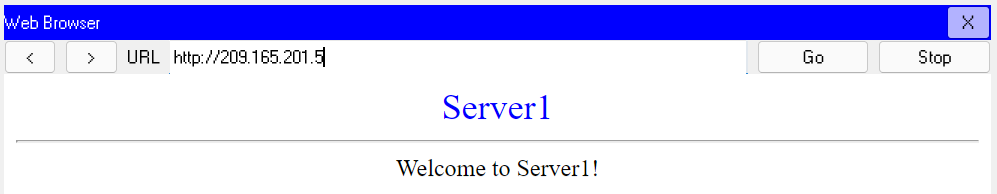 Web Browser X
< > URL http://209.165.201.5 Go Stop
Server1
Welcome to Server1!